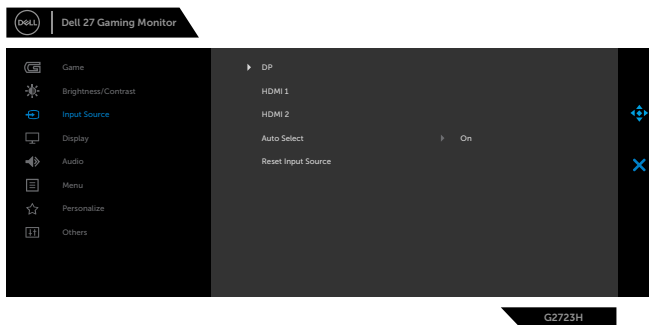 DELL
Dell 27 Gaming Monitor
Game
DP
Brightness/Contrast
HDMI 1
Input Source
HDMI 2
Display
Auto Select On
Audio
Reset Input Source
Menu
Personalize
Others
G2723H